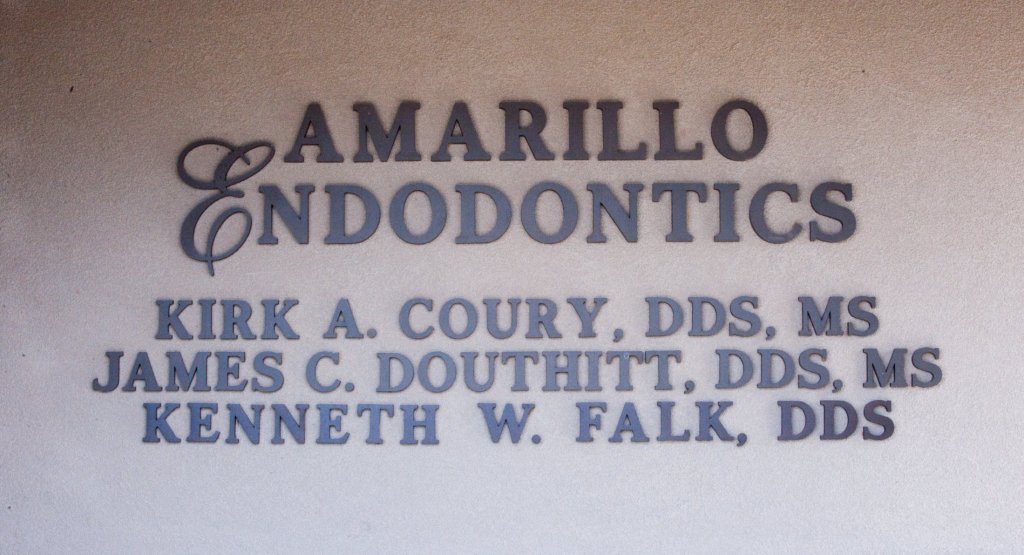 AMARILLO
ENDODONTICS
KIRK A. COURY, DDS, MS
JAMES C. DOUTHITT, DDS, MS
KENNETH W. FALK, DDS